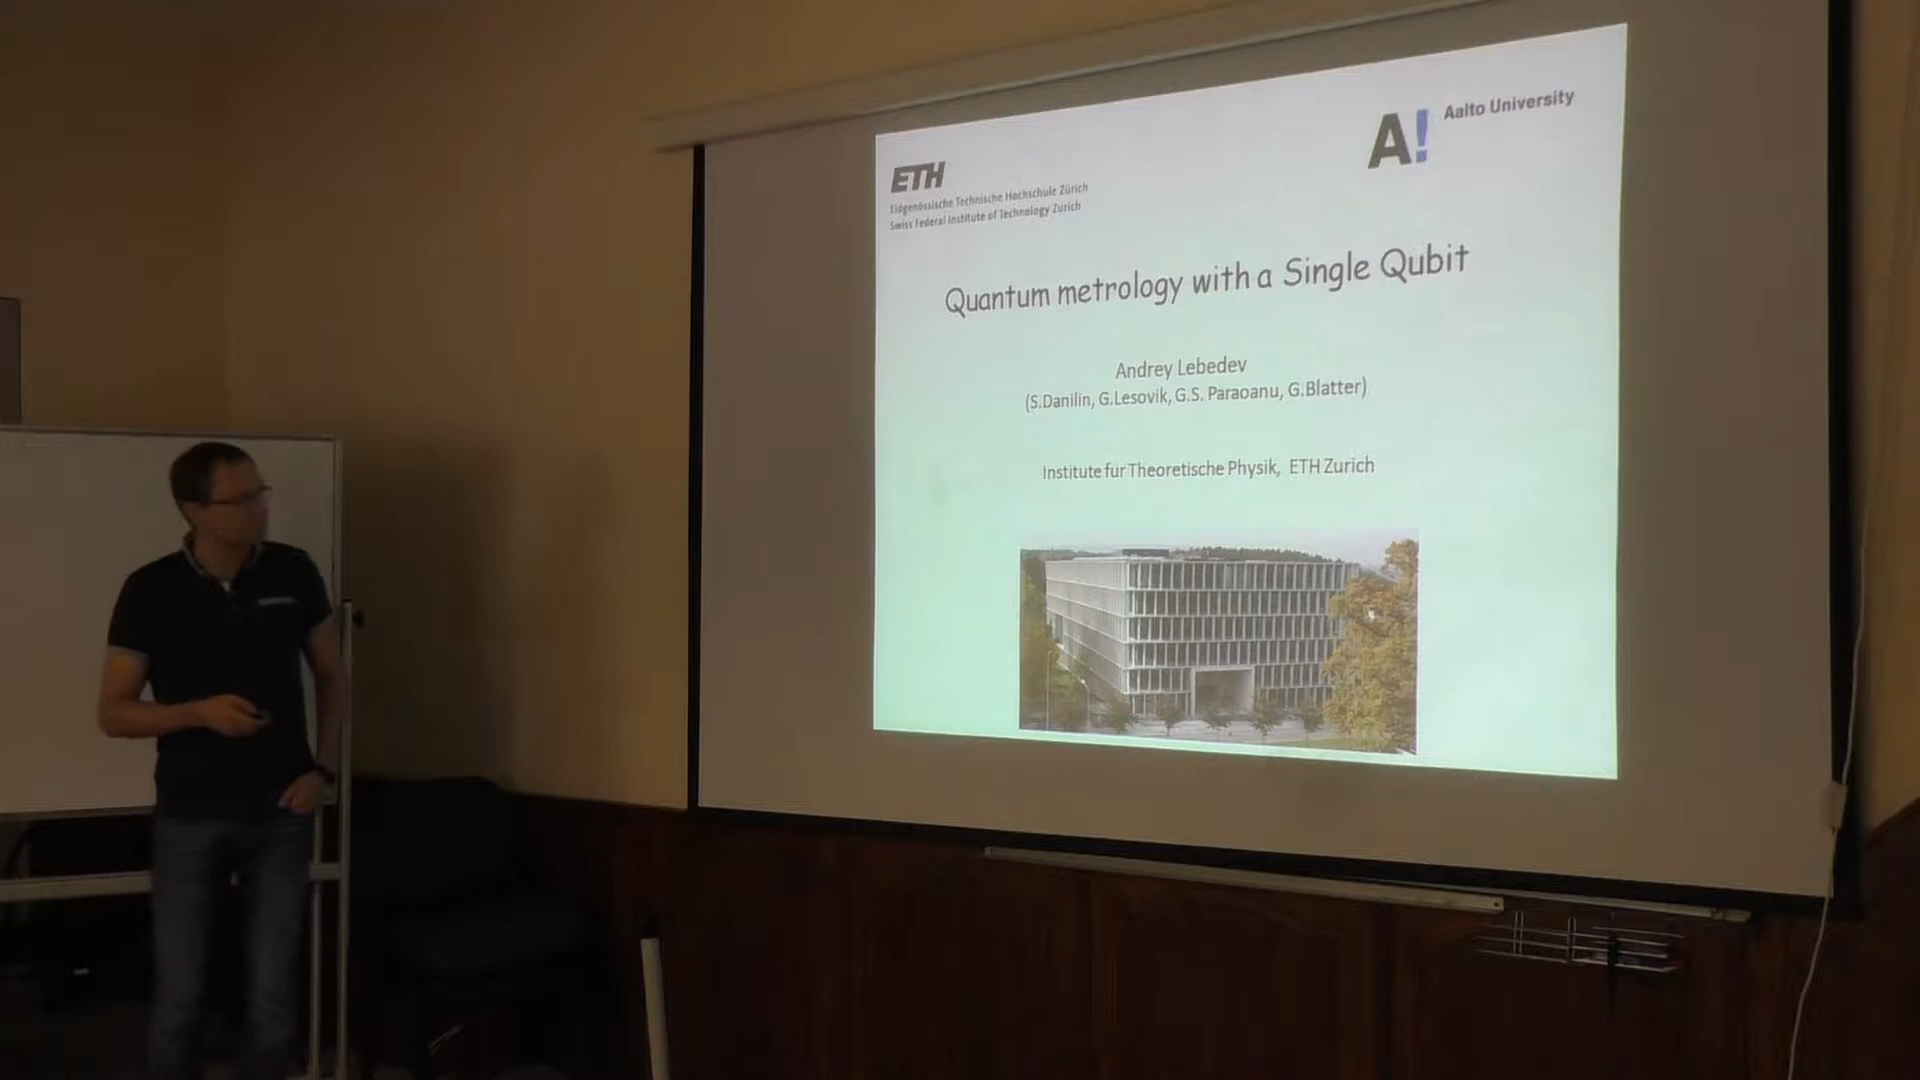 ETH
Eidgenössische Technische Hochschule Zürich
Swiss Federal Institute of Technology Zurich
A!
Aalto University
Quantum metrology with a Single Qubit
Andrey Lebedev
(S.Danilin, G.Lesovik, G.S. Paraoanu, G.Blatter)
Institute fur Theoretische Physik, ETH Zurich